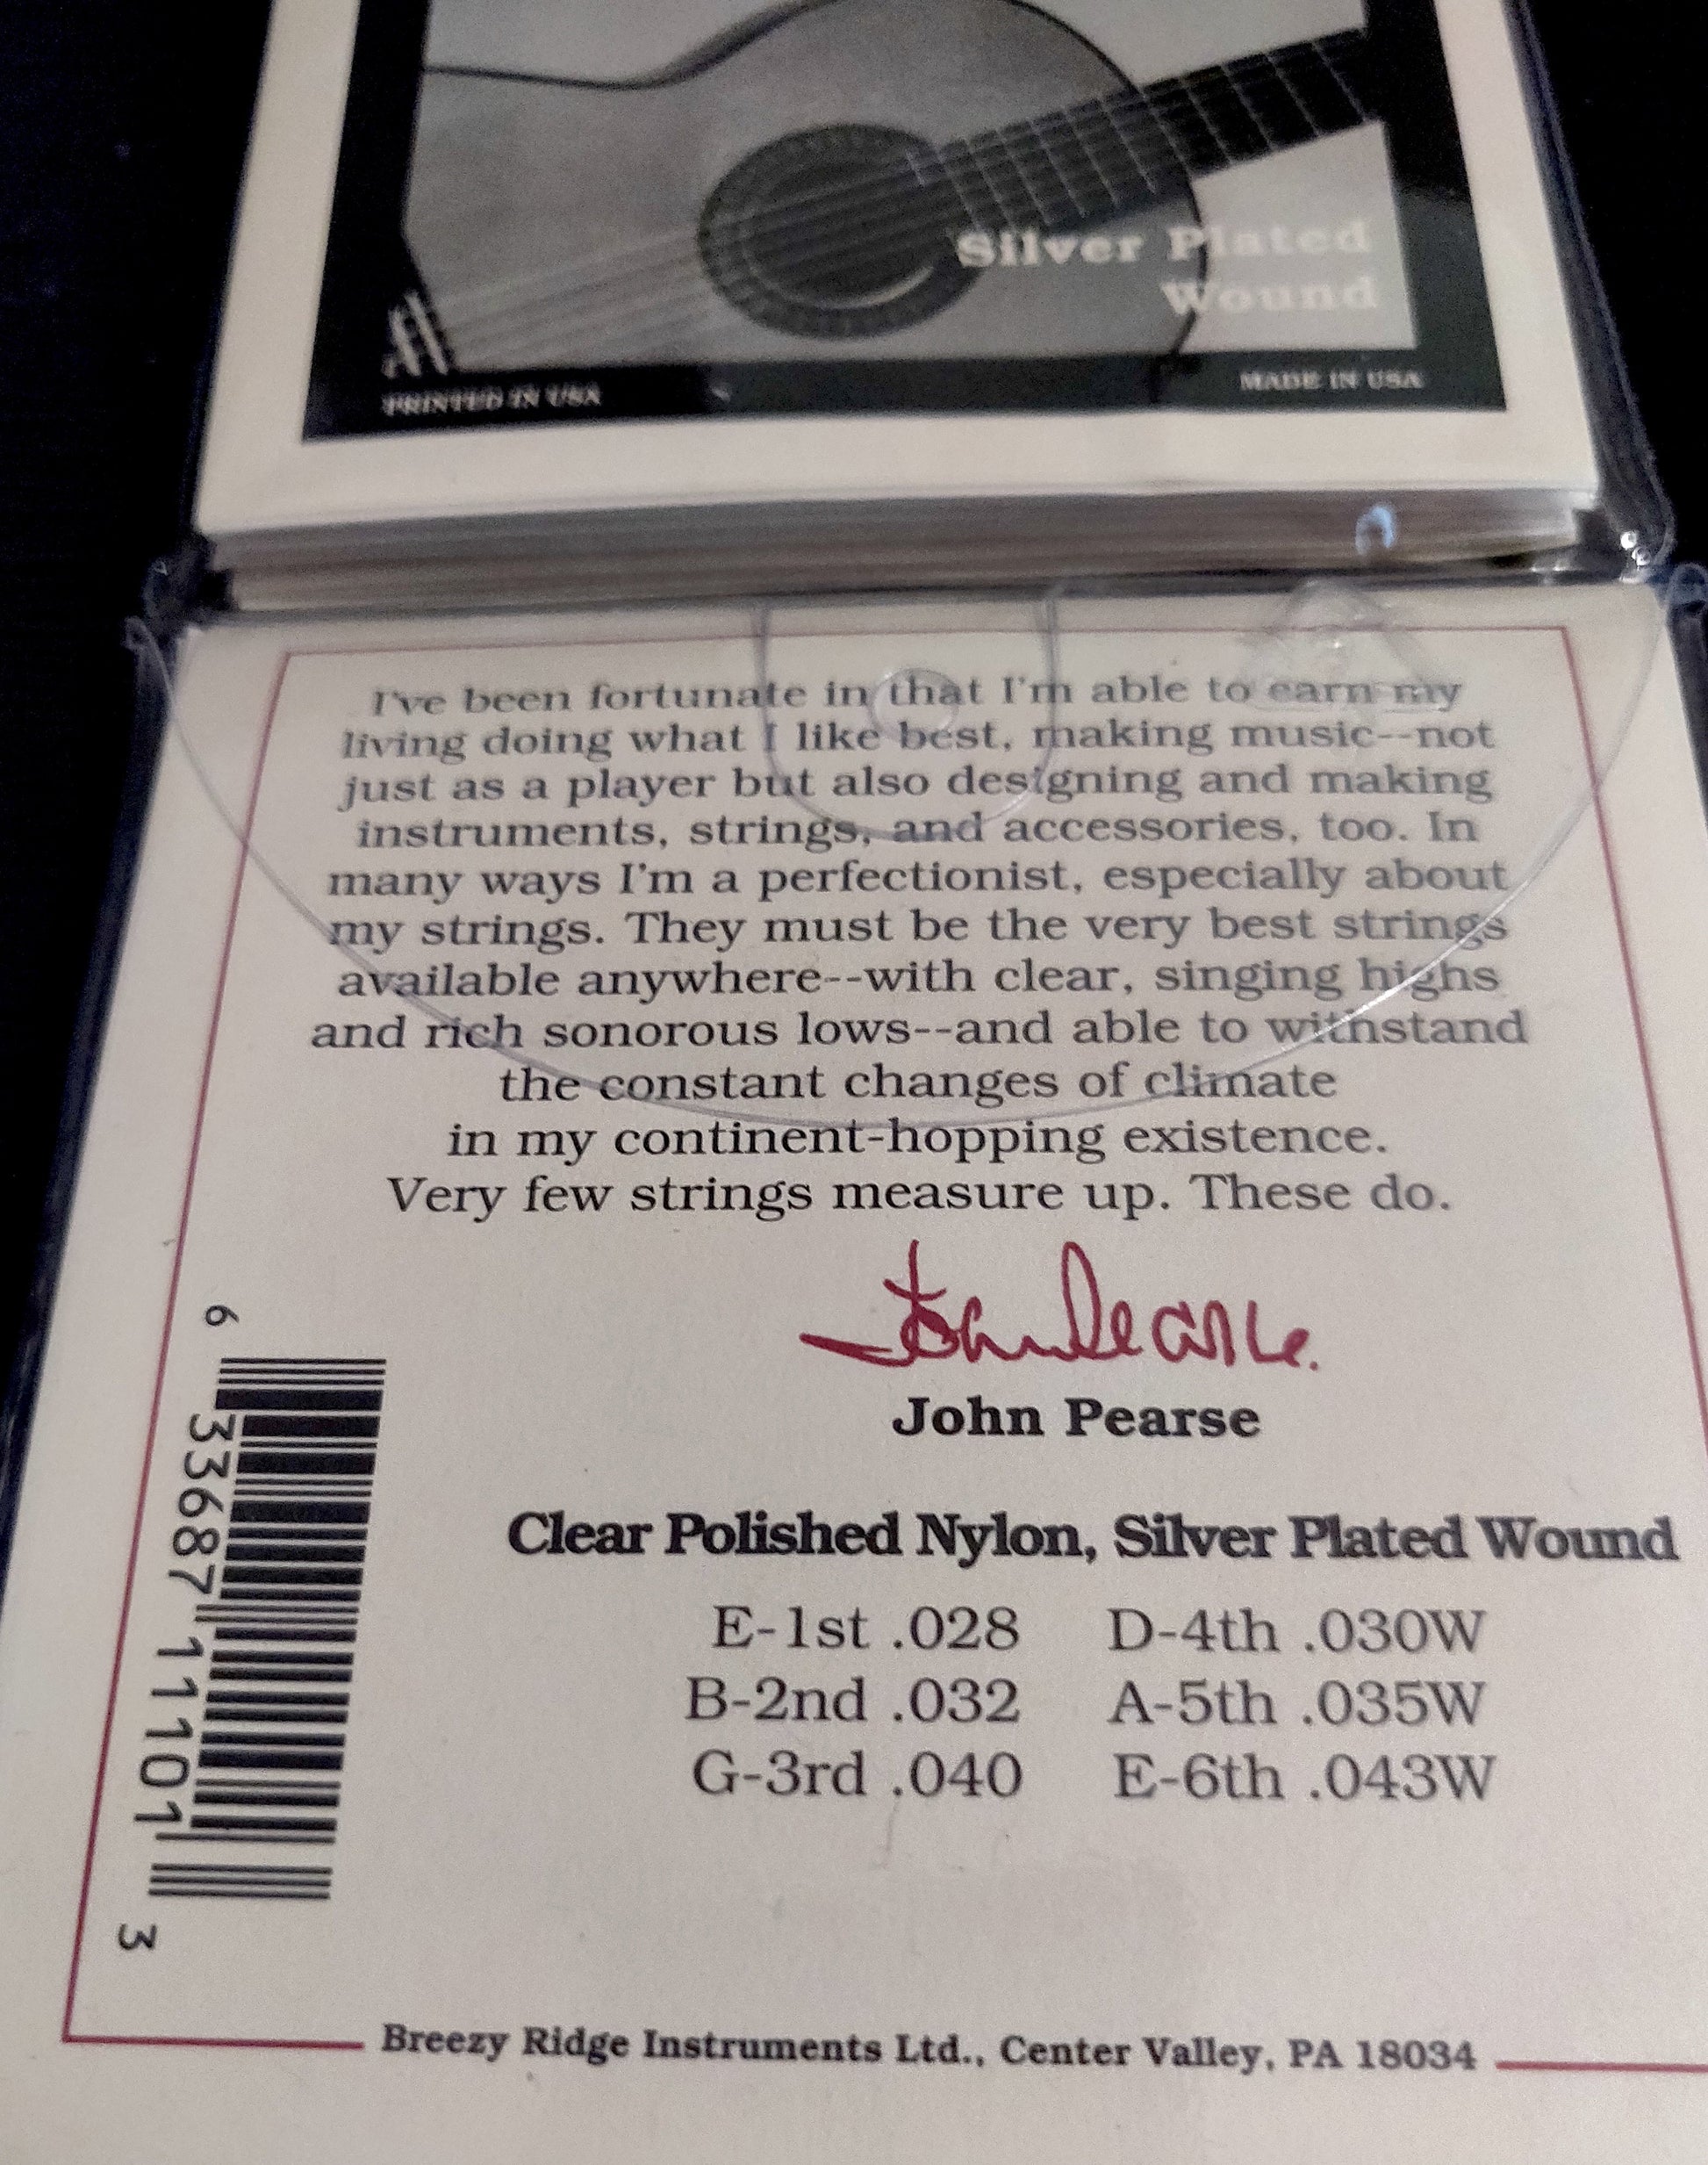 Silver Plated
Wound
PRINTED IN USA
MADE IN USA
I've been fortunate in that I'm able to earn my
living doing what I like best, making music--not
just as a player but also designing and making
instruments, strings, and accessories, too. In
many ways I'm a perfectionist, especially about
my strings. They must be the very best strings
available anywhere--with clear, singing highs
and rich sonorous lows--and able to withstand
the constant changes of climate
in my continent-hopping existence.
Very few strings measure up. These do.
John Pearse.
John Pearse
Clear Polished Nylon, Silver Plated Wound
E-1st .028 D-4th .030W
B-2nd .032 A-5th .035W
G-3rd .040 E-6th .043W
6 33687 11101 3
Breezy Ridge Instruments Ltd., Center Valley, PA 18034